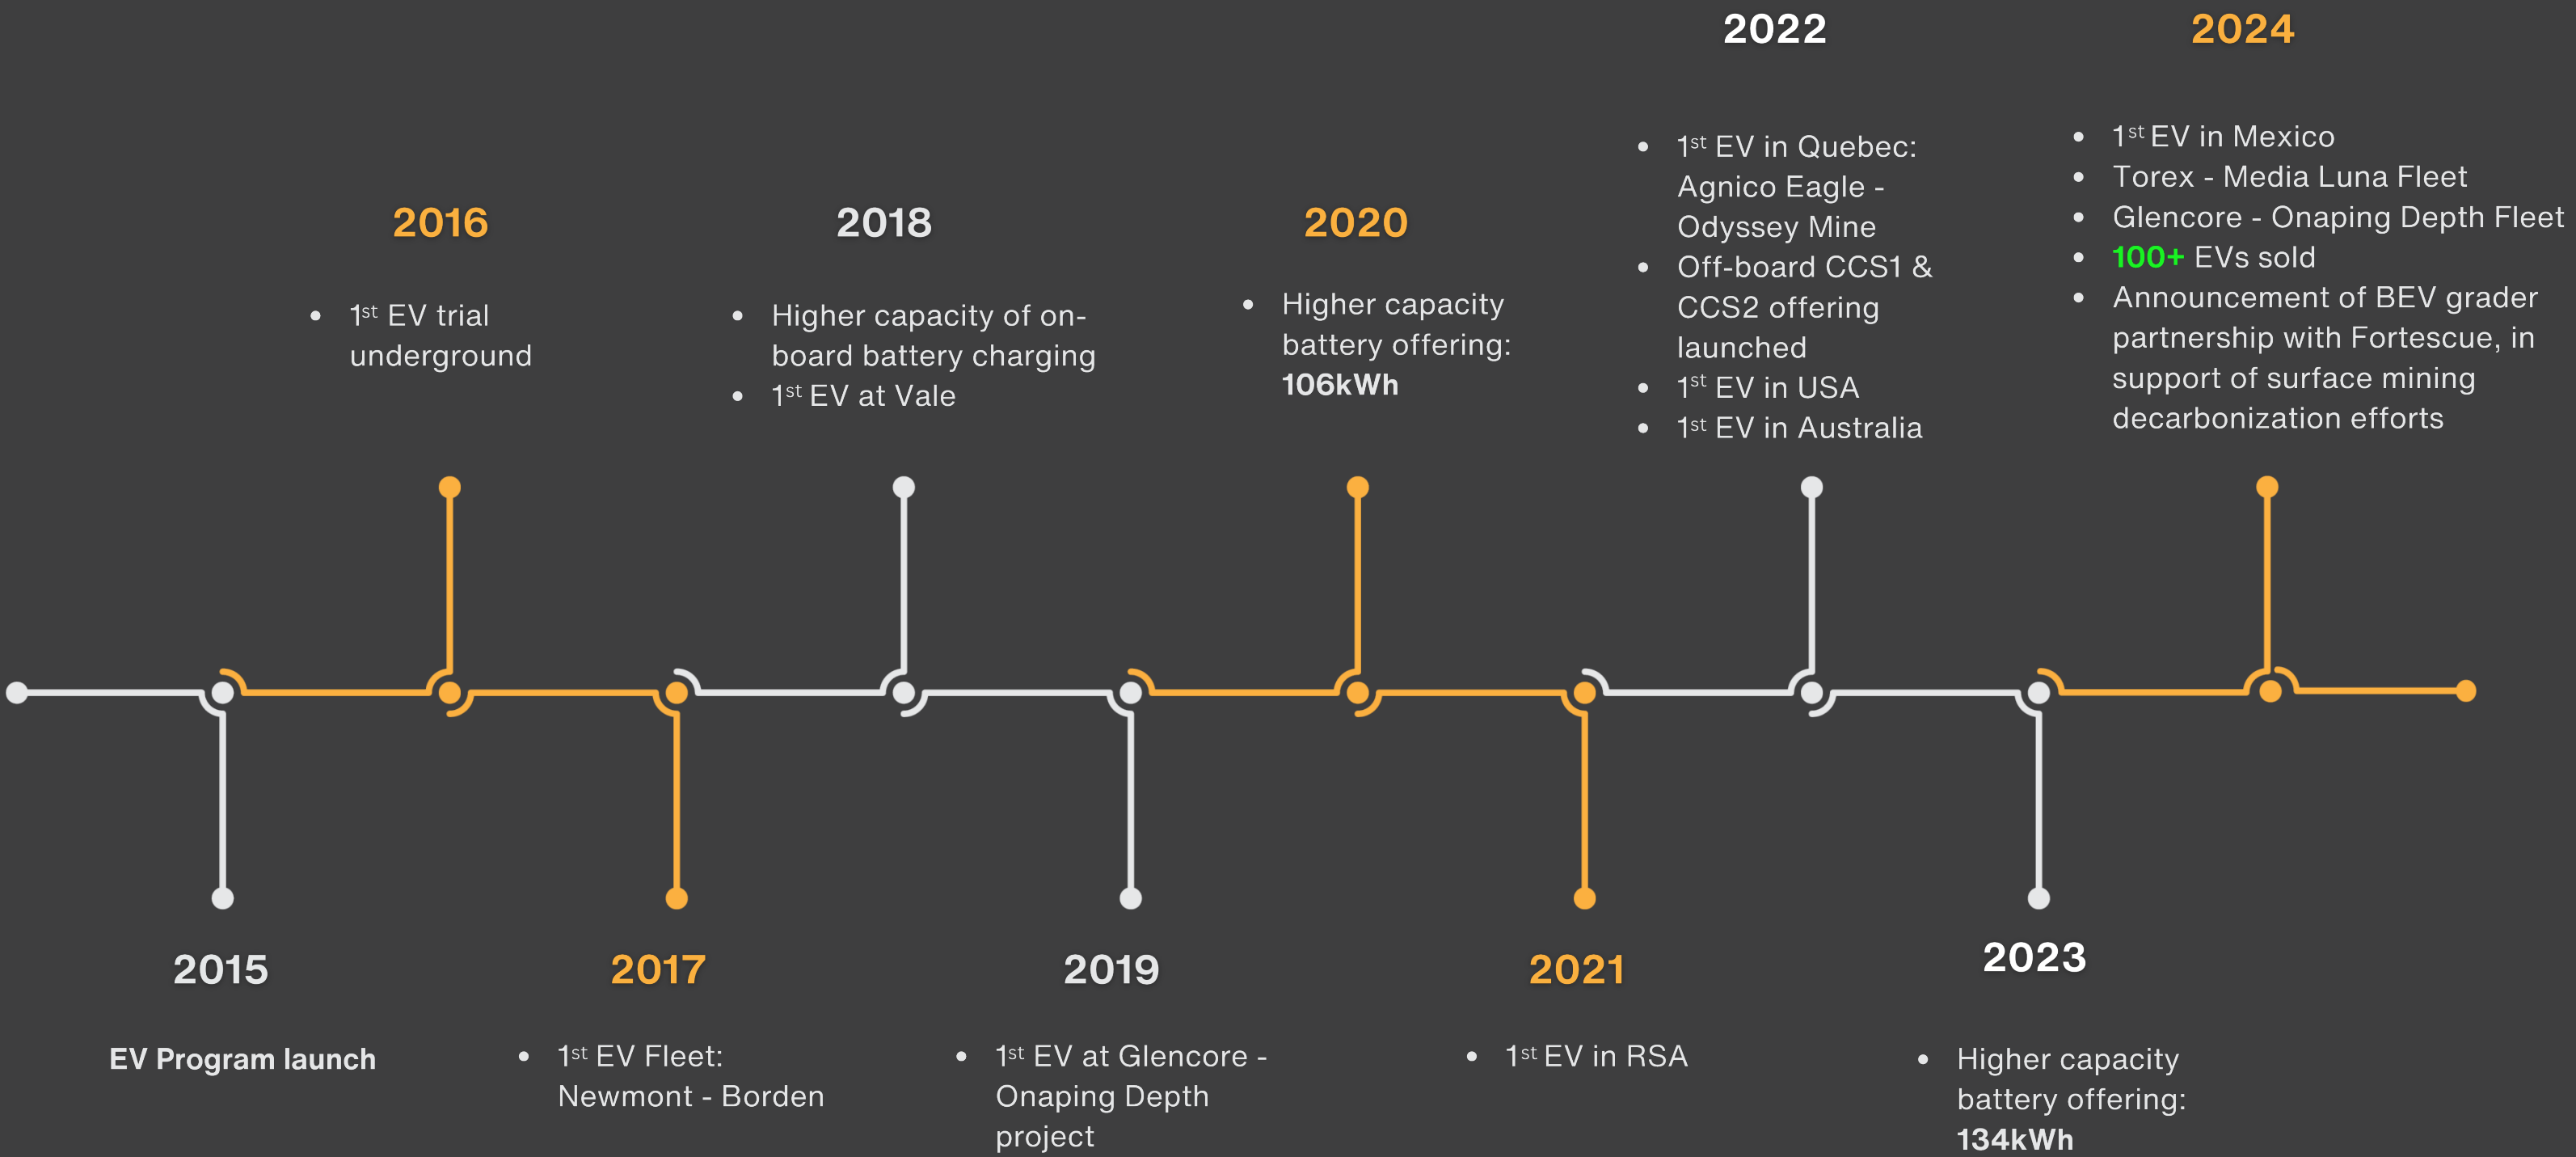 2015
EV Program launch
2016
• 1st EV trial
underground
2017
• 1st EV Fleet:
Newmont - Borden
2018
• Higher capacity of on-
board battery charging
• 1st EV at Vale
2019
• 1st EV at Glencore -
Onaping Depth
project
2020
• Higher capacity
battery offering:
106kWh
2021
• 1st EV in RSA
2022
• 1st EV in Quebec:
Agnico Eagle -
Odyssey Mine
• Off-board CCS1 &
CCS2 offering
launched
• 1st EV in USA
• 1st EV in Australia
2023
• Higher capacity
battery offering:
134kWh
2024
• 1st EV in Mexico
• Torex - Media Luna Fleet
• Glencore - Onaping Depth Fleet
• 100+ EVs sold
• Announcement of BEV grader
partnership with Fortescue, in
support of surface mining
decarbonization efforts